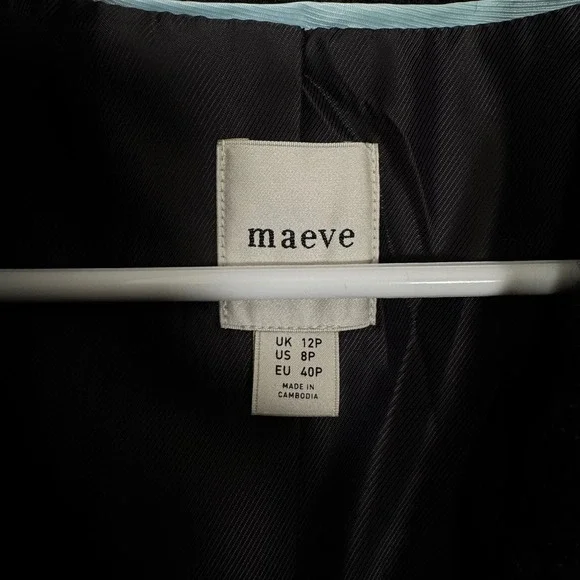 maeve
UK 12P
US 8P
EU 40P
MADE IN
CAMBODIA